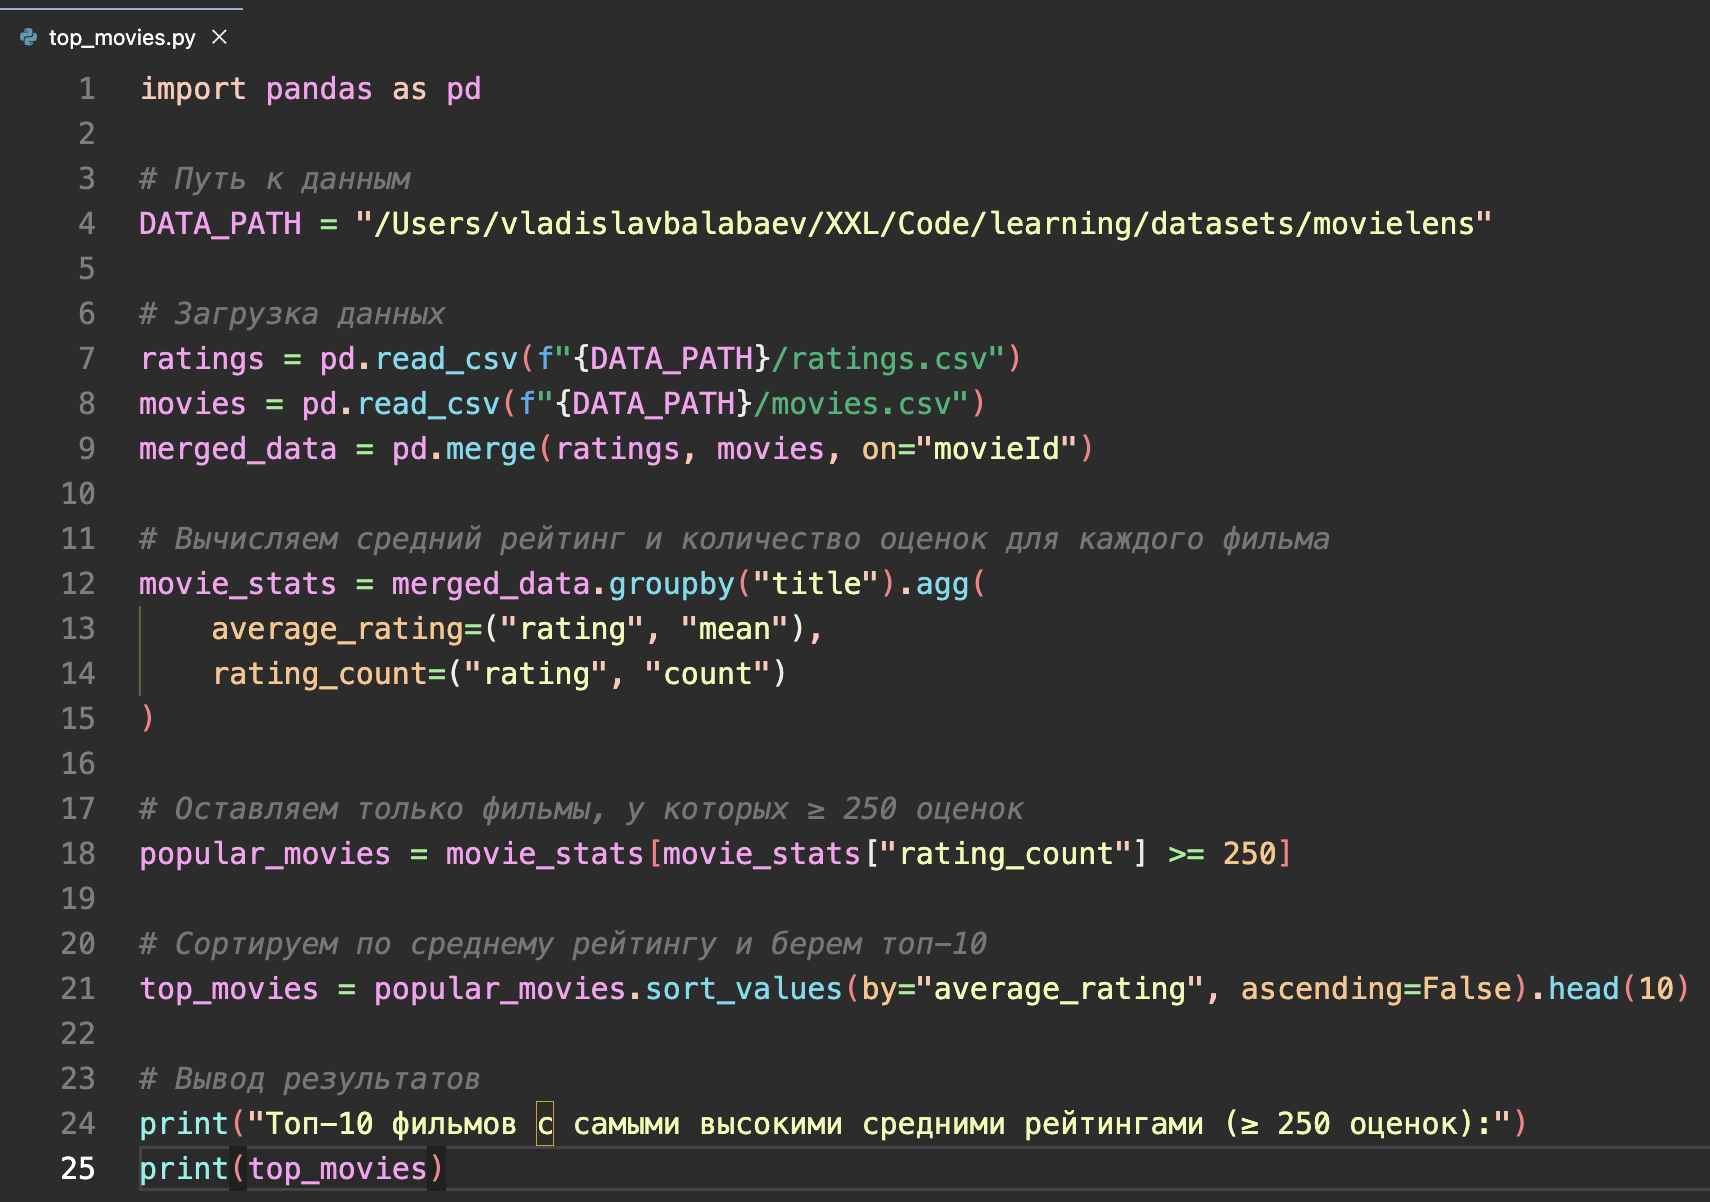 top_movies.py ×
1 import pandas as pd
2
3 # Путь к данным
4 DATA_PATH = "/Users/vladislavbalabaev/XXL/Code/learning/datasets/movielens"
5
6 # Загрузка данных
7 ratings = pd.read_csv(f"{DATA_PATH}/ratings.csv")
8 movies = pd.read_csv(f"{DATA_PATH}/movies.csv")
9 merged_data = pd.merge(ratings, movies, on="movieId")
10
11 # Вычисляем средний рейтинг и количество оценок для каждого фильма
12 movie_stats = merged_data.groupby("title").agg(
13     average_rating=("rating", "mean"),
14     rating_count=("rating", "count")
15 )
16
17 # Оставляем только фильмы, у которых ≥ 250 оценок
18 popular_movies = movie_stats[movie_stats["rating_count"] >= 250]
19
20 # Сортируем по среднему рейтингу и берем топ-10
21 top_movies = popular_movies.sort_values(by="average_rating", ascending=False).head(10)
22
23 # Вывод результатов
24 print("Топ-10 фильмов с самыми высокими средними рейтингами (≥ 250 оценок):")
25 print(top_movies)